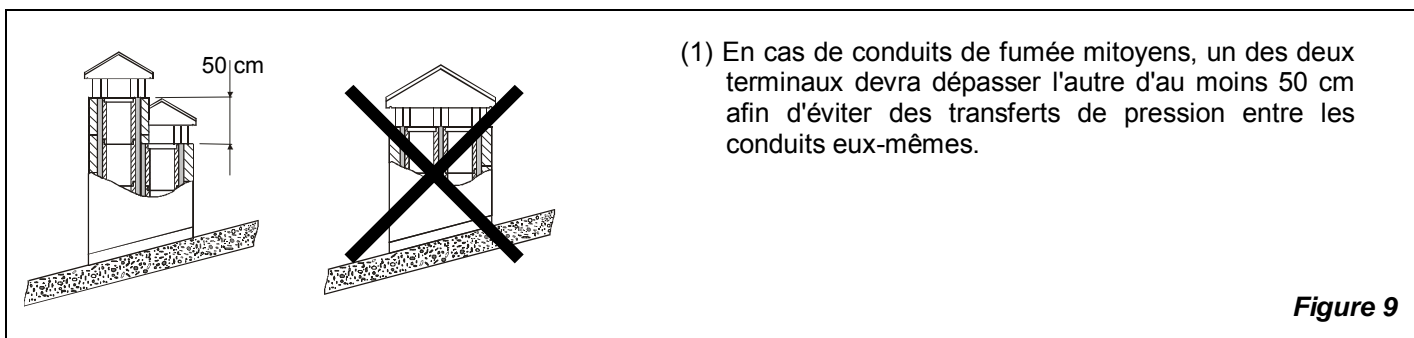 50 cm
(1) En cas de conduits de fumée mitoyens, un des deux
terminaux devra dépasser l'autre d'au moins 50 cm
afin d'éviter des transferts de pression entre les
conduits eux-mêmes.
Figure 9